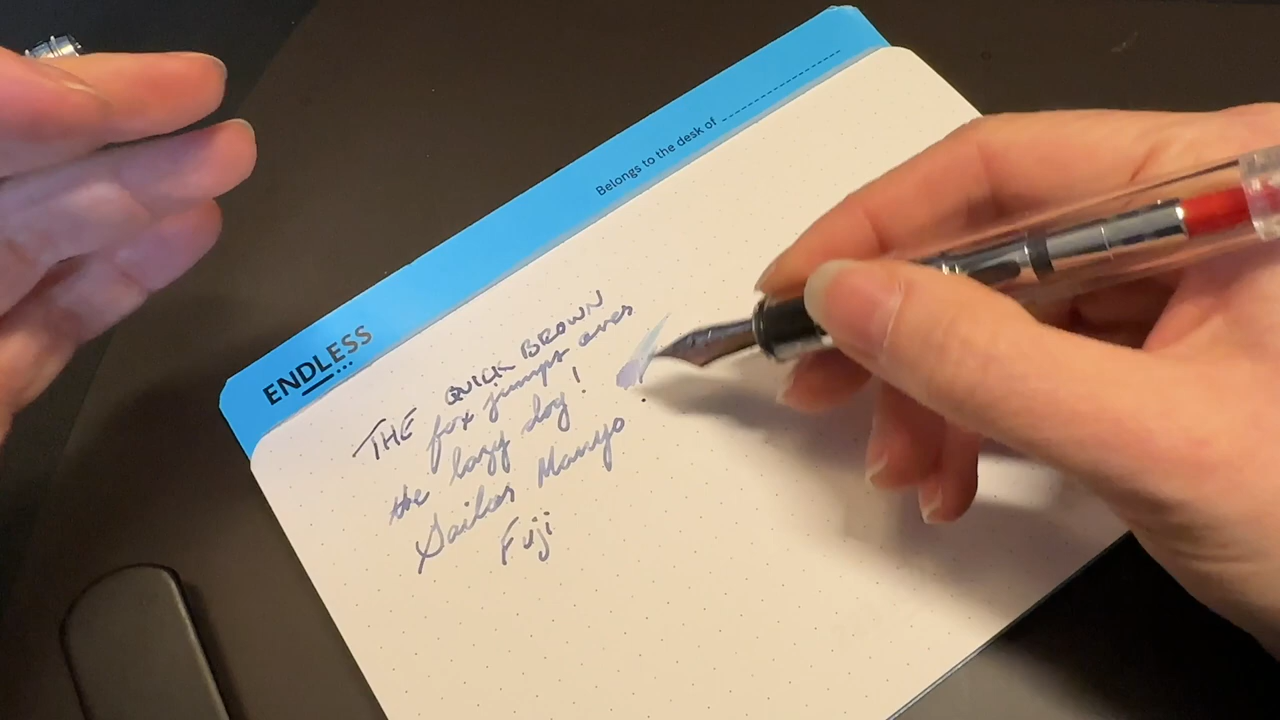 Belongs to the desk of
ENDLESS
THE QUICK BROWN
fox jumps over
the lazy dog!
Sailor Manyo
Fuji